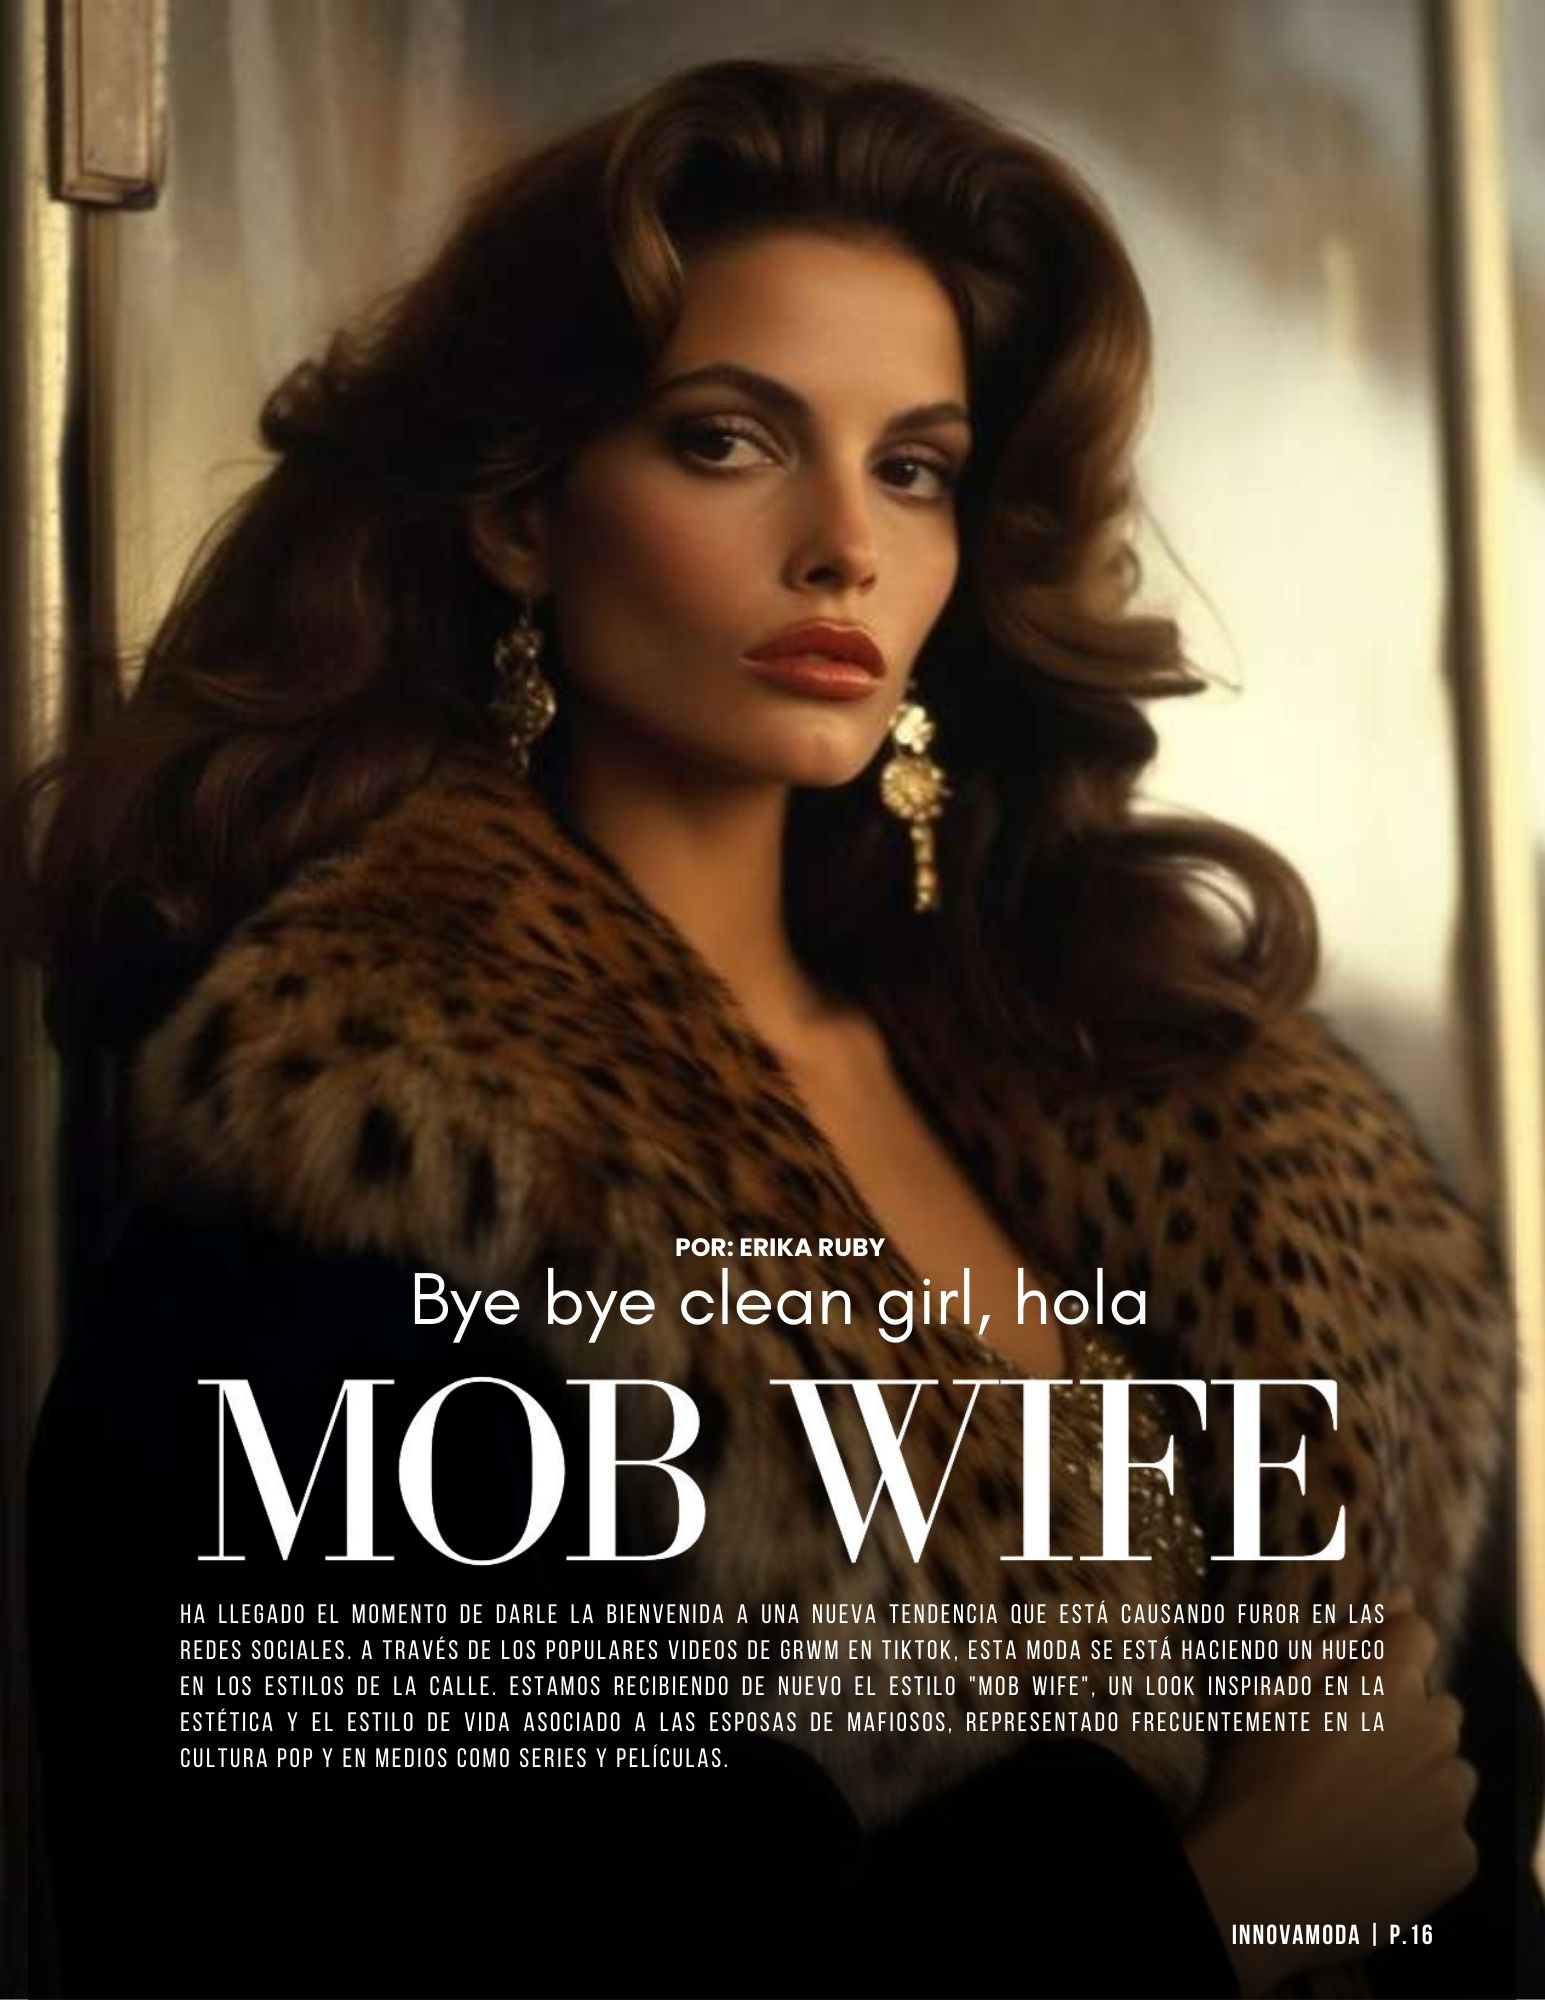 POR: ERIKA RUBY
Bye bye clean girl, hola
MOB WIFE
HA LLEGADO EL MOMENTO DE DARLE LA BIENVENIDA A UNA NUEVA TENDENCIA QUE ESTÁ CAUSANDO FUROR EN LAS
REDES SOCIALES. A TRAVÉS DE LOS POPULARES VIDEOS DE GRWM EN TIKTOK, ESTA MODA SE ESTÁ HACIENDO UN HUECO
EN LOS ESTILOS DE LA CALLE. ESTAMOS RECIBIENDO DE NUEVO EL ESTILO "MOB WIFE", UN LOOK INSPIRADO EN LA
ESTÉTICA Y EL ESTILO DE VIDA ASOCIADO A LAS ESPOSAS DE MAFIOSOS, REPRESENTADO FRECUENTEMENTE EN LA
CULTURA POP Y EN MEDIOS COMO SERIES Y PELÍCULAS.
INNOVAMODA | P.16